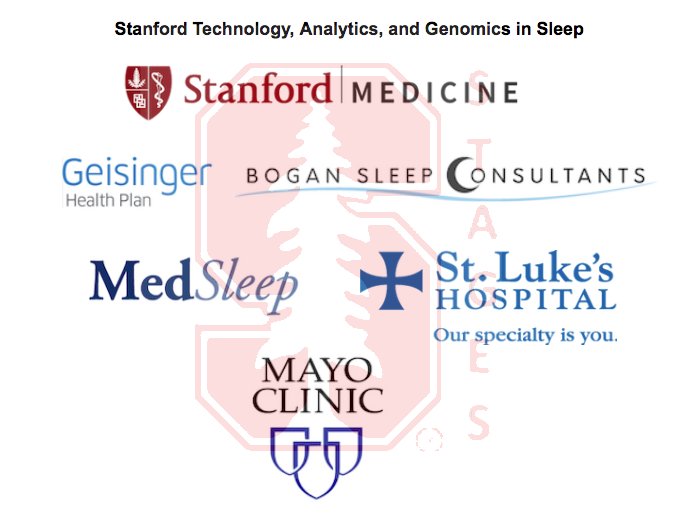 Stanford Technology, Analytics, and Genomics in Sleep
Stanford MEDICINE
Geisinger
Health Plan
BOGAN SLEEP CONSULTANTS
MedSleep
St. Luke's
HOSPITAL
Our specialty is you.
MAYO
CLINIC
STAGES